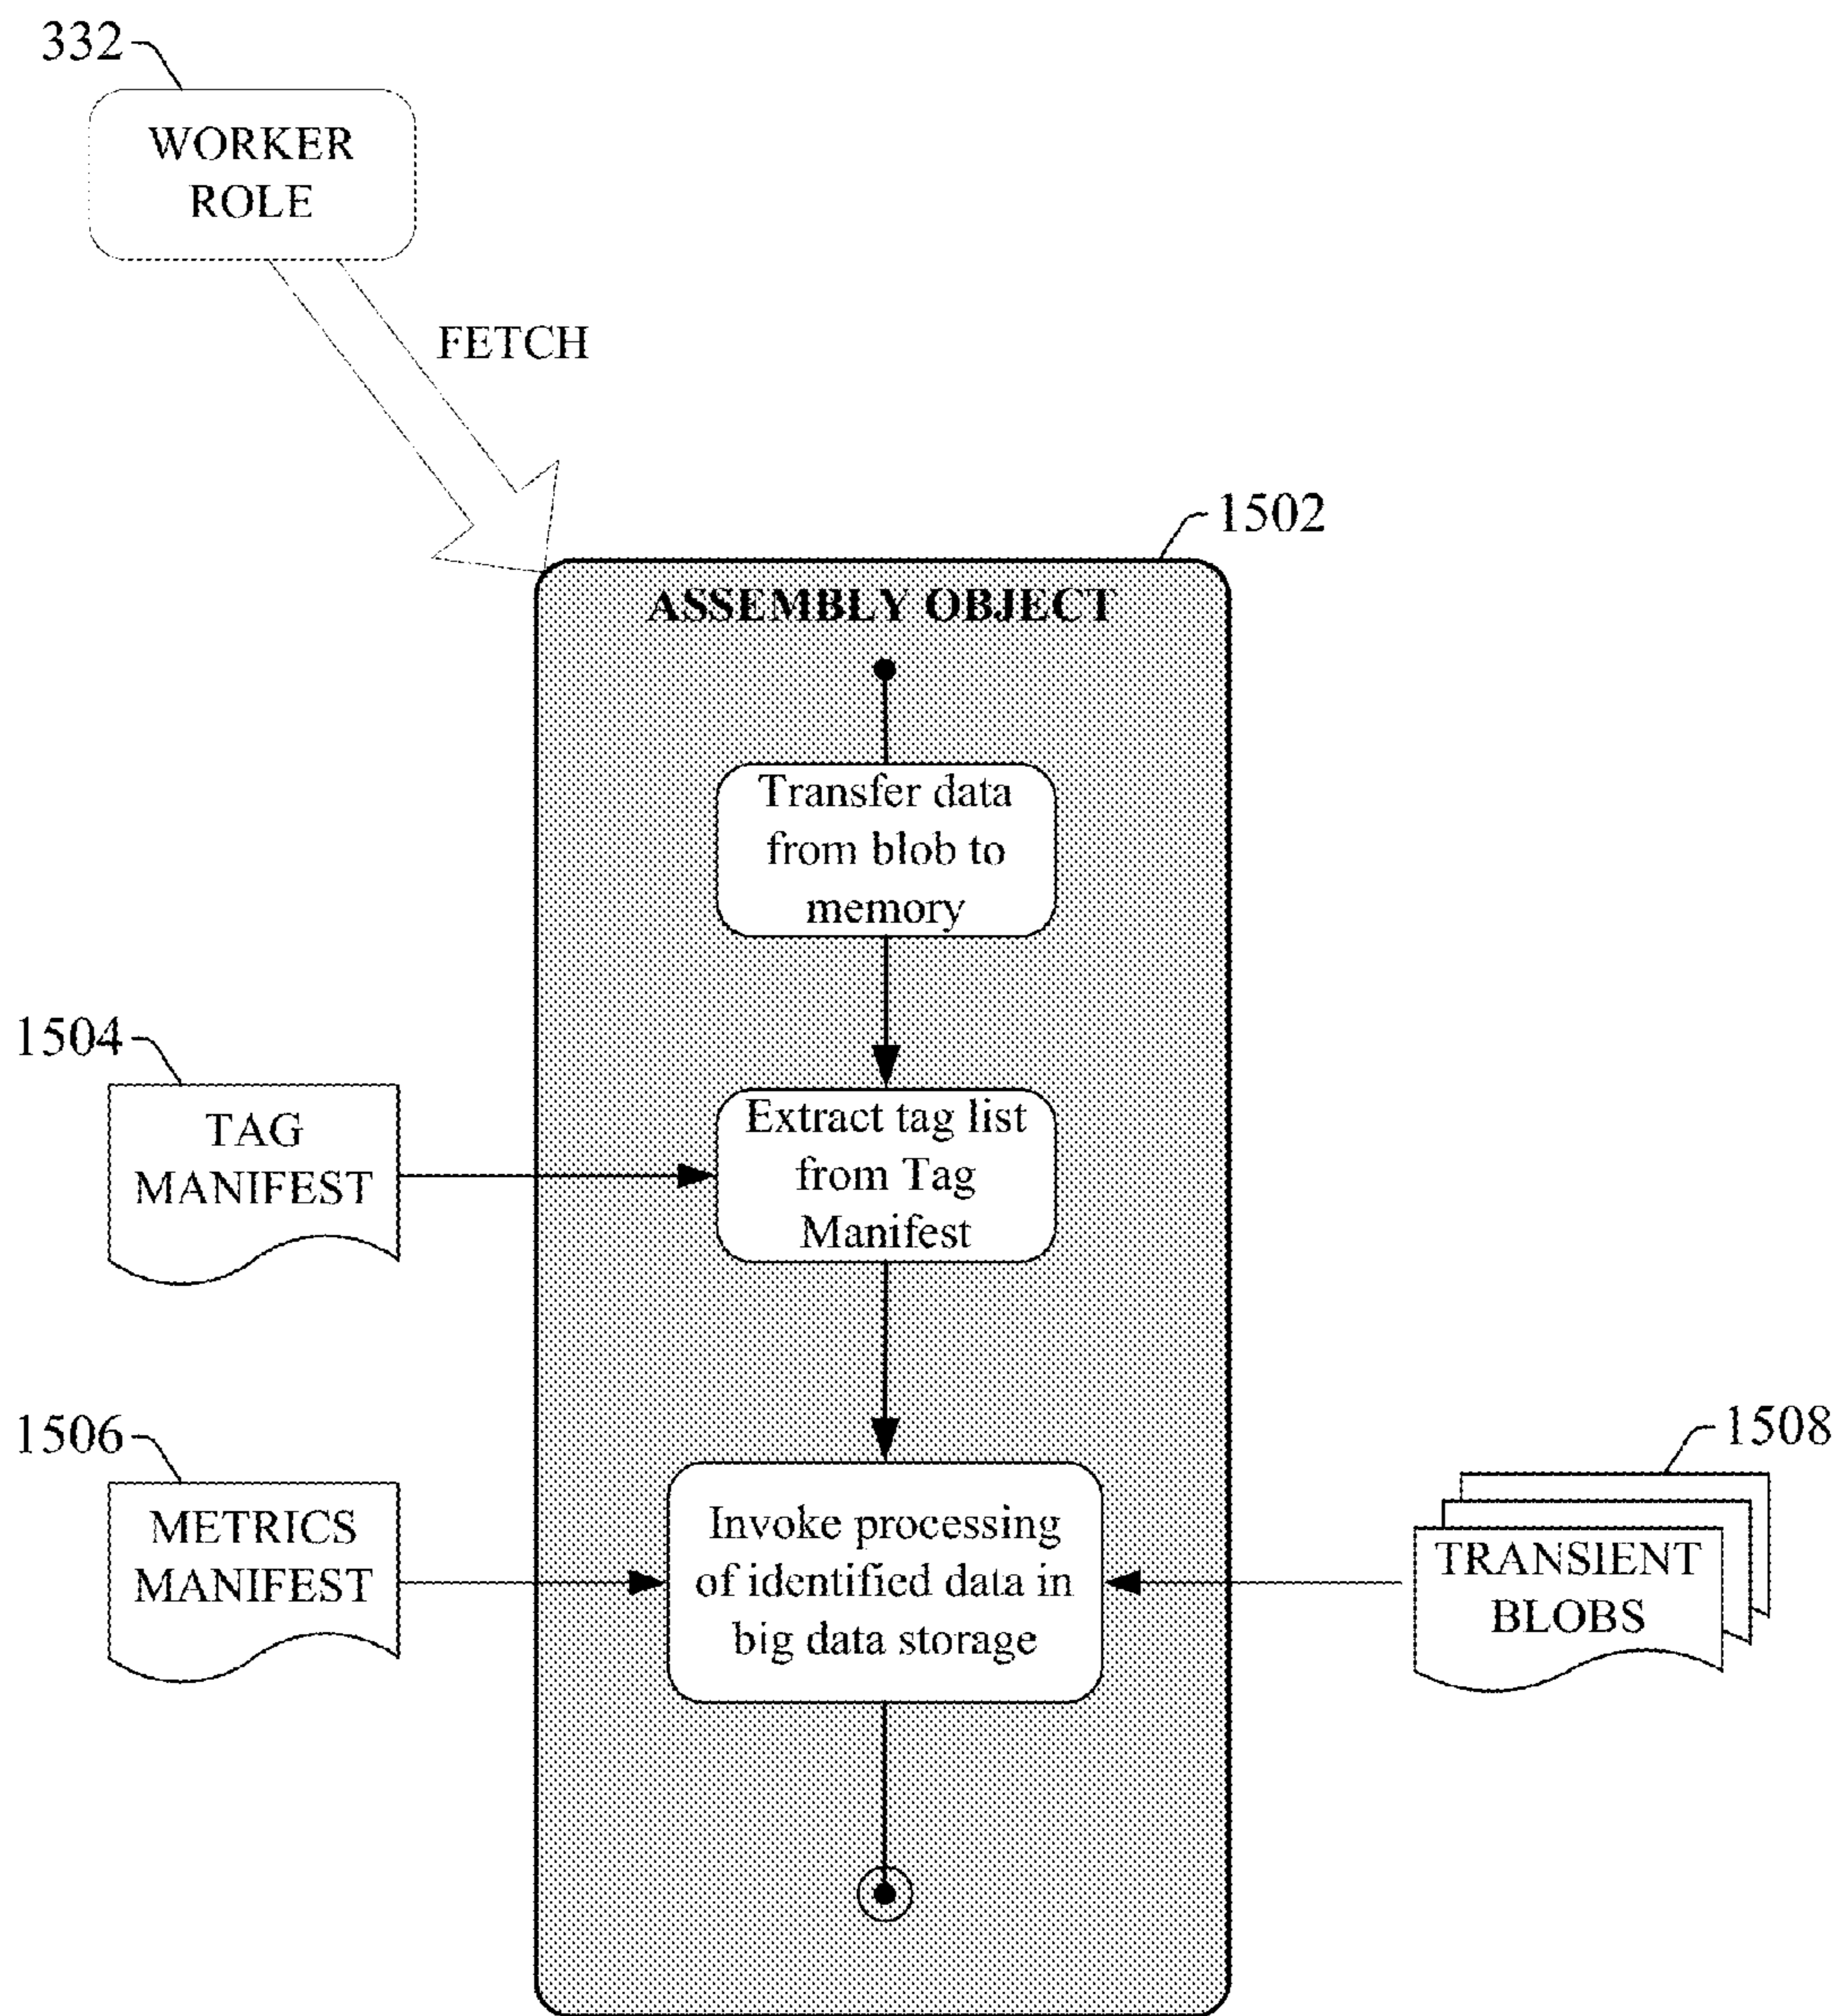 332
WORKER
ROLE
FETCH
1502
ASSEMBLY OBJECT
Transfer data
from blob to
memory
1504
TAG
MANIFEST
Extract tag list
from Tag
Manifest
1506
METRICS
MANIFEST
Invoke processing
of identified data in
big data storage
1508
TRANSIENT
BLOBS